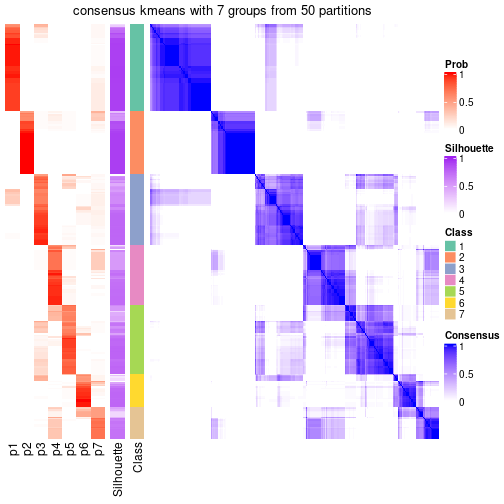 consensus kmeans with 7 groups from 50 partitions
Prob
1
0.5
0
Silhouette
1
0.5
0
Class
1
2
3
4
5
6
7
Consensus
1
0.5
0
p1
p2
p3
p4
p5
p6
p7
Silhouette
Class